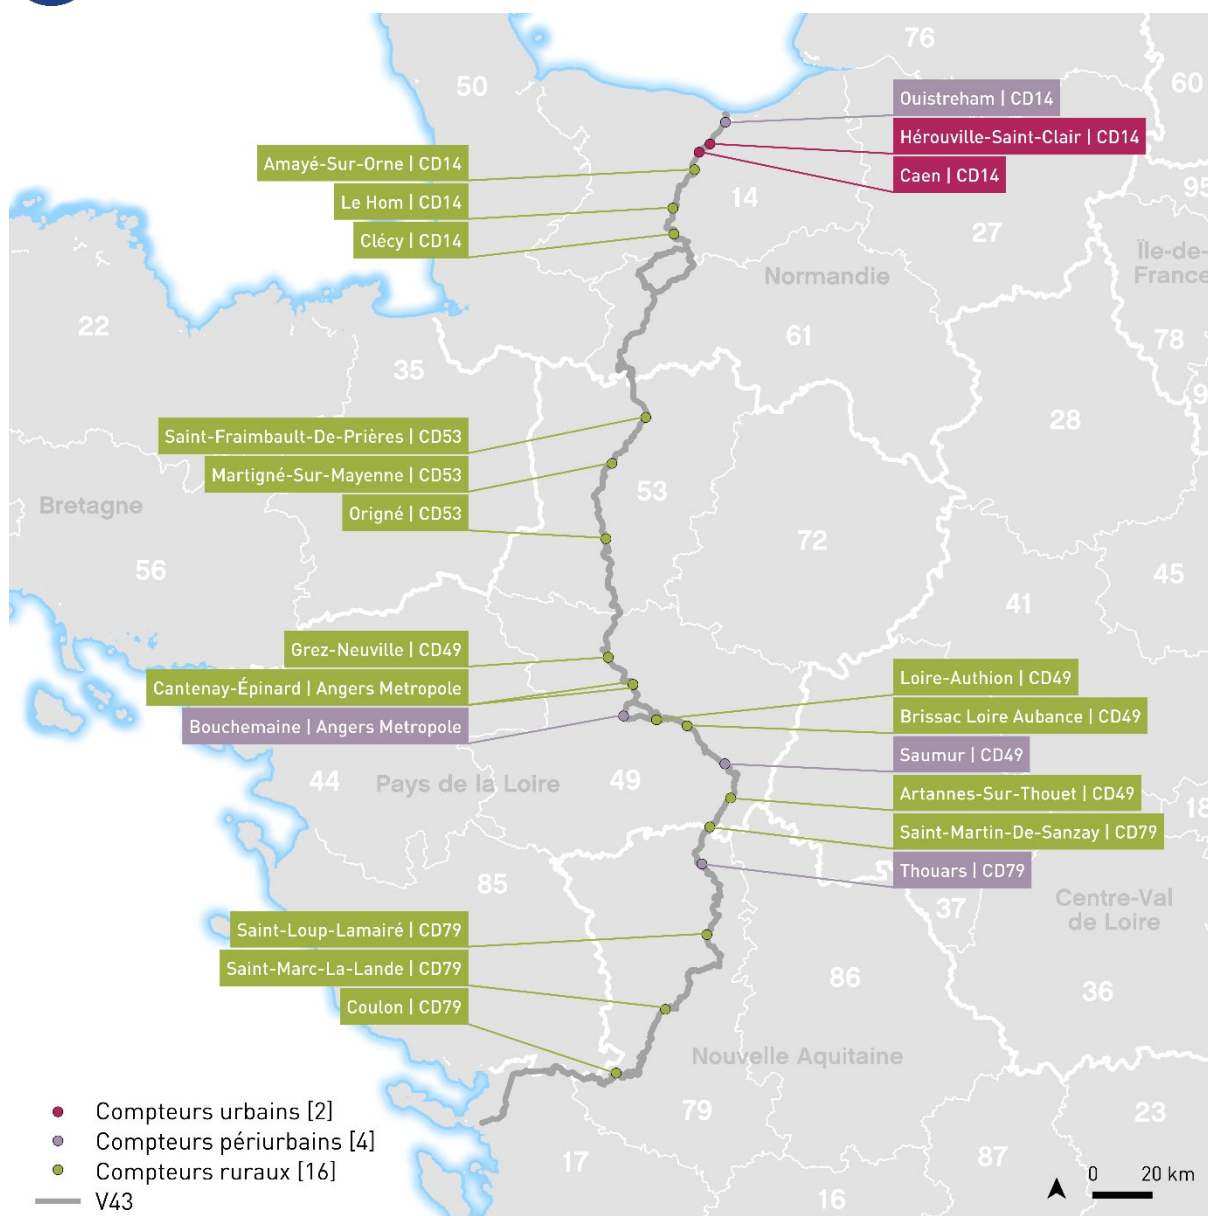 76
50
60
Ouistreham | CD14
Hérouville-Saint-Clair | CD14
Caen | CD14
Amayé-Sur-Orne | CD14
Le Hom | CD14
Clécy | CD14
14
95
27
Île-de-
France
Normandie
22
35
61
78
9
28
Saint-Fraimbault-De-Prières | CD53
Martigné-Sur-Mayenne | CD53
Origné | CD53
53
Bretagne
56
72
45
41
Grez-Neuville | CD49
Cantenay-Épinard | Angers Metropole
Bouchemaine | Angers Metropole
Loire-Authion | CD49
Brissac Loire Aubance | CD49
Saumur | CD49
Artannes-Sur-Thouet | CD49
Saint-Martin-De-Sanzay | CD79
Thouars | CD79
44
Pays de la Loire
49
18
85
37
Centre-Val
de Loire
Saint-Loup-Lamairé | CD79
Saint-Marc-La-Lande | CD79
Coulon | CD79
86
36
Nouvelle Aquitaine
79
23
17
87
16
Compteurs urbains [2]
Compteurs périurbains [4]
Compteurs ruraux [16]
V43
0 20 km